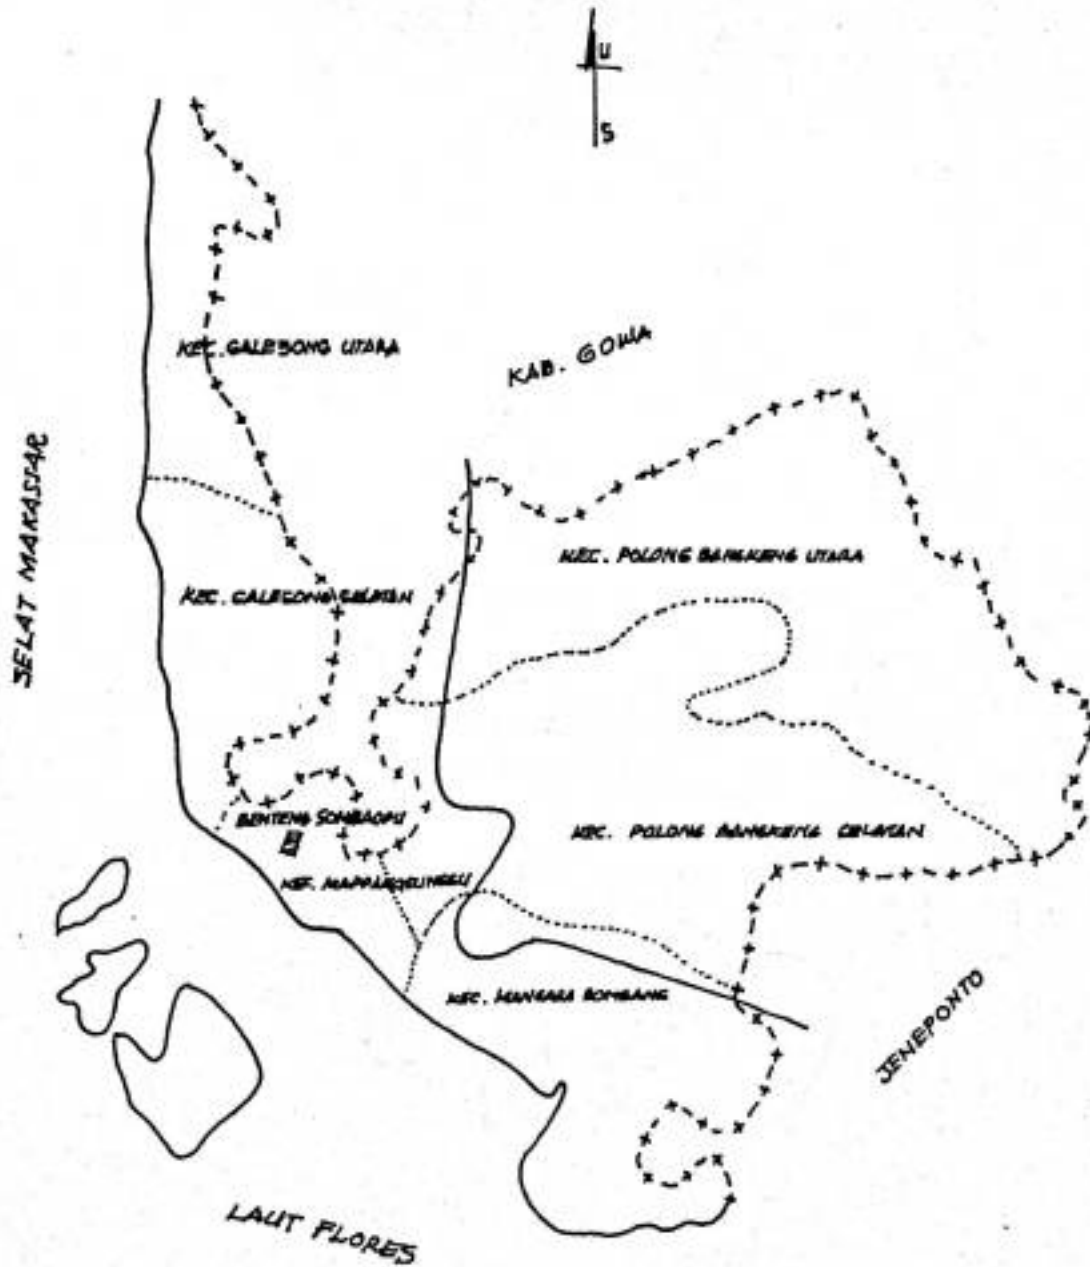 U
S
KEC. GALESONG UTARA
KAB. GOWA
SELAT MAKASSAR
KEC. POLONG BANGKENG UTARA
KEC. GALESONG SELATAN
BENTENG SOMBAOPU
KEC. POLONG BANGKENG CELATAN
KEC. MAPPAKASUNGGU
KEC. MANGARA BOMBANG
JENEPONTO
LAUT FLORES